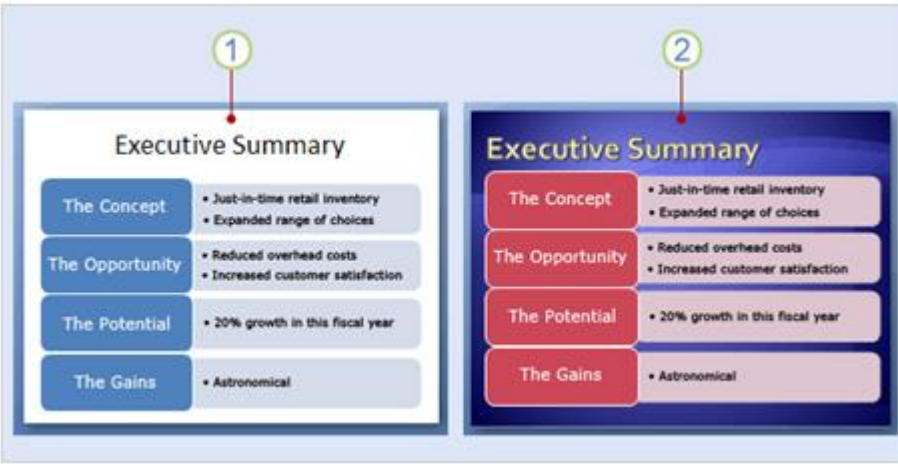 1
Executive Summary
The Concept
• Just-in-time retail inventory
• Expanded range of choices
The Opportunity
• Reduced overhead costs
• Increased customer satisfaction
The Potential
• 20% growth in this fiscal year
The Gains
• Astronomical
2
Executive Summary
The Concept
• Just-in-time retail inventory
• Expanded range of choices
The Opportunity
• Reduced overhead costs
• Increased customer satisfaction
The Potential
• 20% growth in this fiscal year
The Gains
• Astronomical